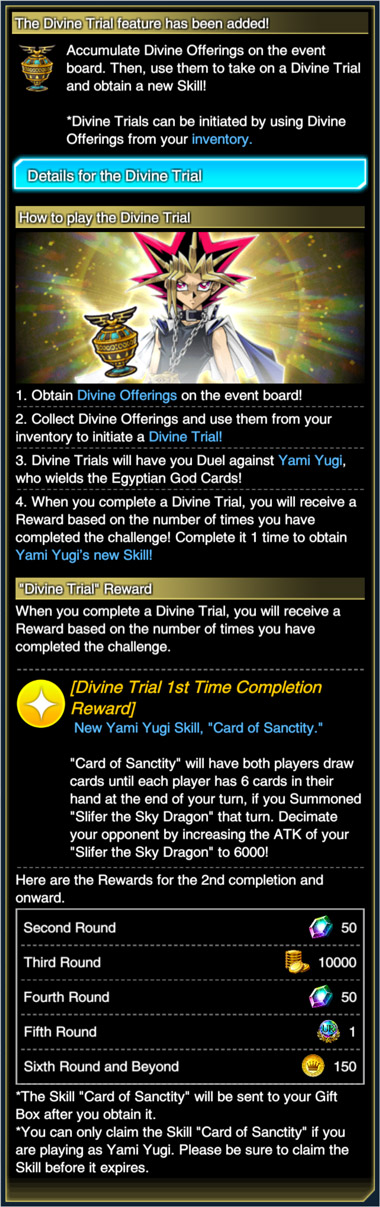 The Divine Trial feature has been added!
Accumulate Divine Offerings on the event
board. Then, use them to take on a Divine Trial
and obtain a new Skill!
*Divine Trials can be initiated by using Divine
Offerings from your inventory.
Details for the Divine Trial
How to play the Divine Trial
1. Obtain Divine Offerings on the event board!
2. Collect Divine Offerings and use them from your
inventory to initiate a Divine Trial!
3. Divine Trials will have you Duel against Yami Yugi,
who wields the Egyptian God Cards!
4. When you complete a Divine Trial, you will receive a
Reward based on the number of times you have
completed the challenge! Complete it 1 time to obtain
Yami Yugi's new Skill!
"Divine Trial" Reward
When you complete a Divine Trial, you will receive a
Reward based on the number of times you have
completed the challenge.
[Divine Trial 1st Time Completion
Reward]
New Yami Yugi Skill, "Card of Sanctity."
"Card of Sanctity" will have both players draw
cards until each player has 6 cards in their
hand at the end of your turn, if you Summoned
"Slifer the Sky Dragon" that turn. Decimate
your opponent by increasing the ATK of your
"Slifer the Sky Dragon" to 6000!
Here are the Rewards for the 2nd completion and
onward.
Second Round 50
Third Round 10000
Fourth Round 50
Fifth Round UR 1
Sixth Round and Beyond 150
*The Skill "Card of Sanctity" will be sent to your Gift
Box after you obtain it.
*You can only claim the Skill "Card of Sanctity" if you
are playing as Yami Yugi. Please be sure to claim the
Skill before it expires.